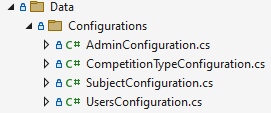 Data
Configurations
C# AdminConfiguration.cs
C# CompetitionTypeConfiguration.cs
C# SubjectConfiguration.cs
C# UsersConfiguration.cs